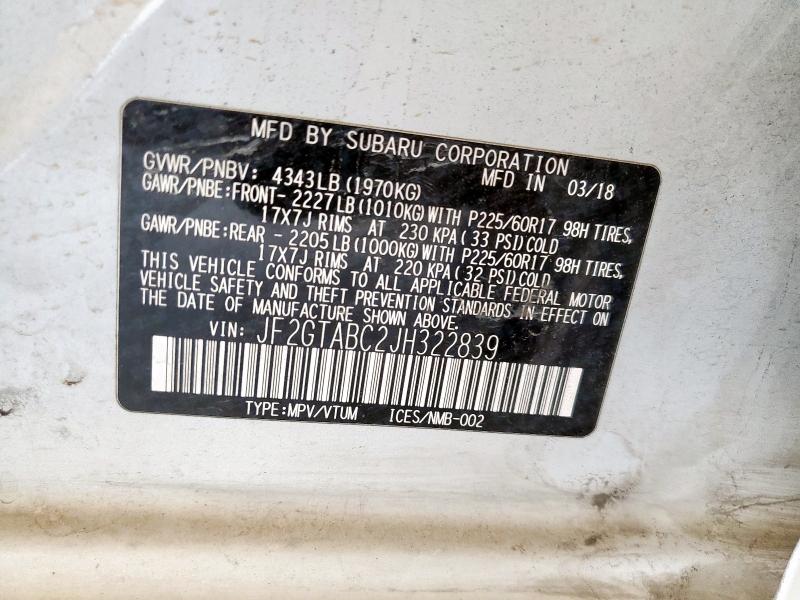 MFD BY SUBARU CORPORATION
GVWR/PNBV: 4343LB (1970KG) MFD IN 03/18
GAWR/PNBE:FRONT- 2227LB (1010KG) WITH P225/60R17 98H TIRES,
17X7J RIMS AT 230 KPA (33 PSI) COLD
GAWR/PNBE:REAR - 2205LB (1000KG) WITH P225/60R17 98H TIRES,
17X7J RIMS AT 220 KPA (32 PSI) COLD
THIS VEHICLE CONFORMS TO ALL APPLICABLE FEDERAL MOTOR
VEHICLE SAFETY AND THEFT PREVENTION STANDARDS IN EFFECT ON
THE DATE OF MANUFACTURE SHOWN ABOVE.
VIN: JF2GTABC2JH322839
TYPE:MPV/VTUM ICES/NMB-002